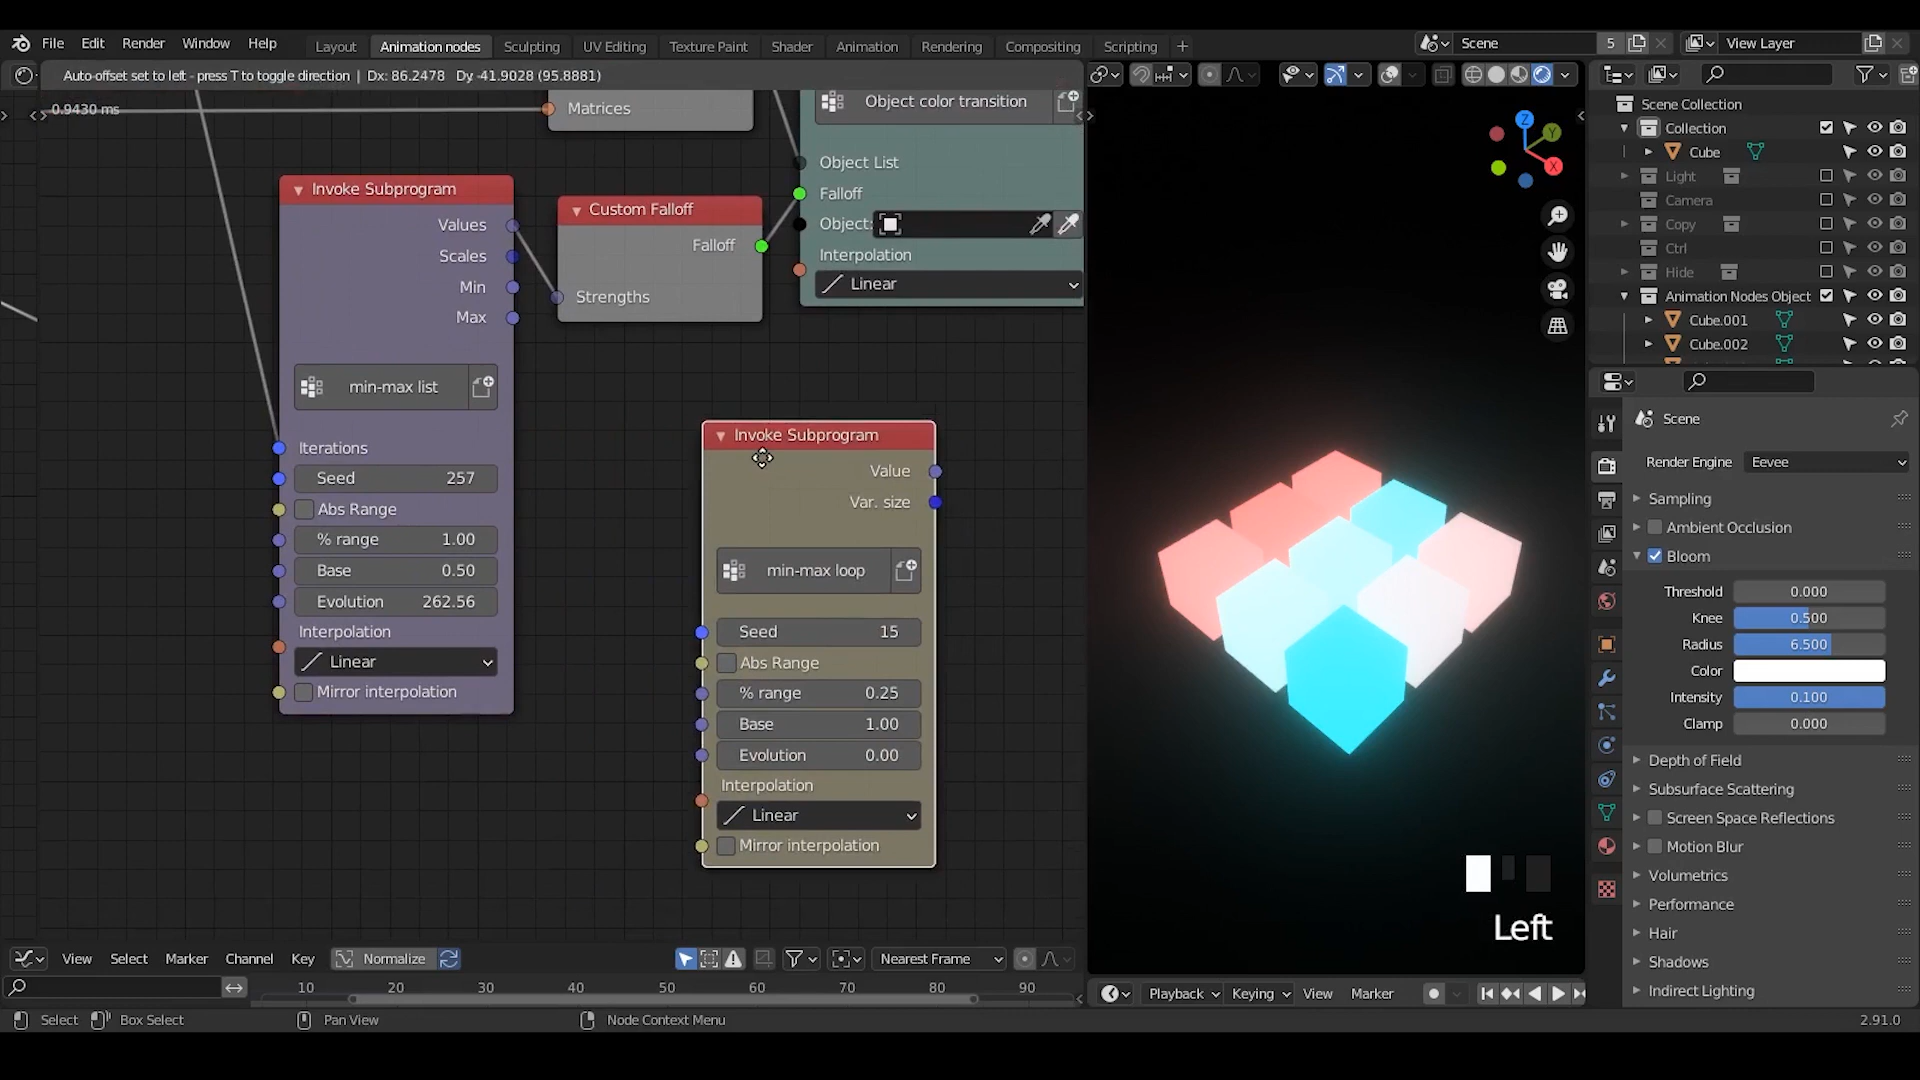 File Edit Render Window Help Layout Animation nodes Sculpting UV Editing Texture Paint Shader Animation Rendering Compositing Scripting Scene 5 View Layer
Auto-offset set to left - press T to toggle direction | Dx: 86.2478 Dy: -41.9028 (95.8881)
0.9430 ms
Matrices
Object color transition
Object List
Falloff
Object:
Interpolation
Linear
Invoke Subprogram
Values
Scales
Min
Max
min-max list
Iterations
Seed 257
Abs Range
% range 1.00
Base 0.50
Evolution 262.56
Interpolation
Linear
Mirror interpolation
Custom Falloff
Falloff
Strengths
Invoke Subprogram
Value
Var. size
min-max loop
Seed 15
Abs Range
% range 0.25
Base 1.00
Evolution 0.00
Interpolation
Linear
Mirror interpolation
Z
Y
X
Left
Scene Collection
Collection
Cube
Light
Camera
Copy
Ctrl
Hide
Animation Nodes Object
Cube.001
Cube.002
Scene
Render Engine Eevee
Sampling
Ambient Occlusion
Bloom
Threshold 0.000
Knee 0.500
Radius 6.500
Color
Intensity 0.100
Clamp 0.000
Depth of Field
Subsurface Scattering
Screen Space Reflections
Motion Blur
Volumetrics
Performance
Hair
Shadows
Indirect Lighting
View Select Marker Channel Key Normalize Nearest Frame
10 20 30 40 50 60 70 80 90
Playback Keying View Marker
Select Box Select Pan View Node Context Menu 2.91.0